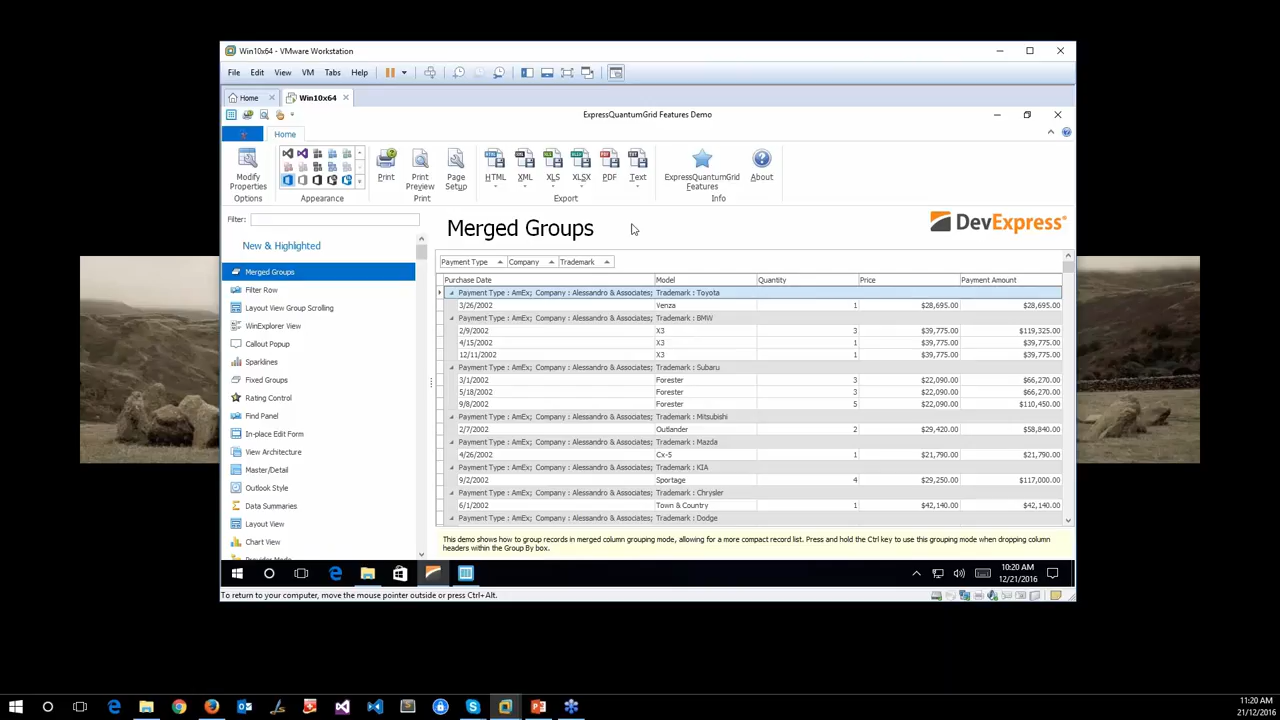 Win10x64 - VMware Workstation
File Edit View VM Tabs Help
Home Win10x64
ExpressQuantumGrid Features Demo
Home
Modify Properties
Print
Print Preview
Page Setup
HTML XML XLS XLSX PDF Text
ExpressQuantumGrid Features
About
Options Appearance Print Export Info
Filter:
Merged Groups
DevExpress
New & Highlighted
Merged Groups
Filter Row
Layout View Group Scrolling
WinExplorer View
Callout Popup
Sparklines
Fixed Groups
Rating Control
Find Panel
In-place Edit Form
View Architecture
Master/Detail
Outlook Style
Data Summaries
Layout View
Chart View
Provider Mode
Payment Type Company Trademark
Purchase Date Model Quantity Price Payment Amount
Payment Type : AmEx; Company : Alessandro & Associates; Trademark : Toyota
3/26/2002 Venza 1 $28,695.00 $28,695.00
Payment Type : AmEx; Company : Alessandro & Associates; Trademark : BMW
2/9/2002 X3 3 $39,775.00 $119,325.00
4/15/2002 X3 1 $39,775.00 $39,775.00
12/11/2002 X3 1 $39,775.00 $39,775.00
Payment Type : AmEx; Company : Alessandro & Associates; Trademark : Subaru
3/1/2002 Forester 3 $22,090.00 $66,270.00
5/18/2002 Forester 3 $22,090.00 $66,270.00
9/8/2002 Forester 5 $22,090.00 $110,450.00
Payment Type : AmEx; Company : Alessandro & Associates; Trademark : Mitsubishi
2/7/2002 Outlander 2 $29,420.00 $58,840.00
Payment Type : AmEx; Company : Alessandro & Associates; Trademark : Mazda
4/26/2002 Cx-5 1 $21,790.00 $21,790.00
Payment Type : AmEx; Company : Alessandro & Associates; Trademark : KIA
9/2/2002 Sportage 4 $29,250.00 $117,000.00
Payment Type : AmEx; Company : Alessandro & Associates; Trademark : Chrysler
6/1/2002 Town & Country 1 $42,140.00 $42,140.00
Payment Type : AmEx; Company : Alessandro & Associates; Trademark : Dodge
This demo shows how to group records in merged column grouping mode, allowing for a more compact record list. Press and hold the Ctrl key to use this grouping mode when dropping column
headers within the Group By box.
10:20 AM
12/21/2016
To return to your computer, move the mouse pointer outside or press Ctrl+Alt.
11:20 AM
21/12/2016